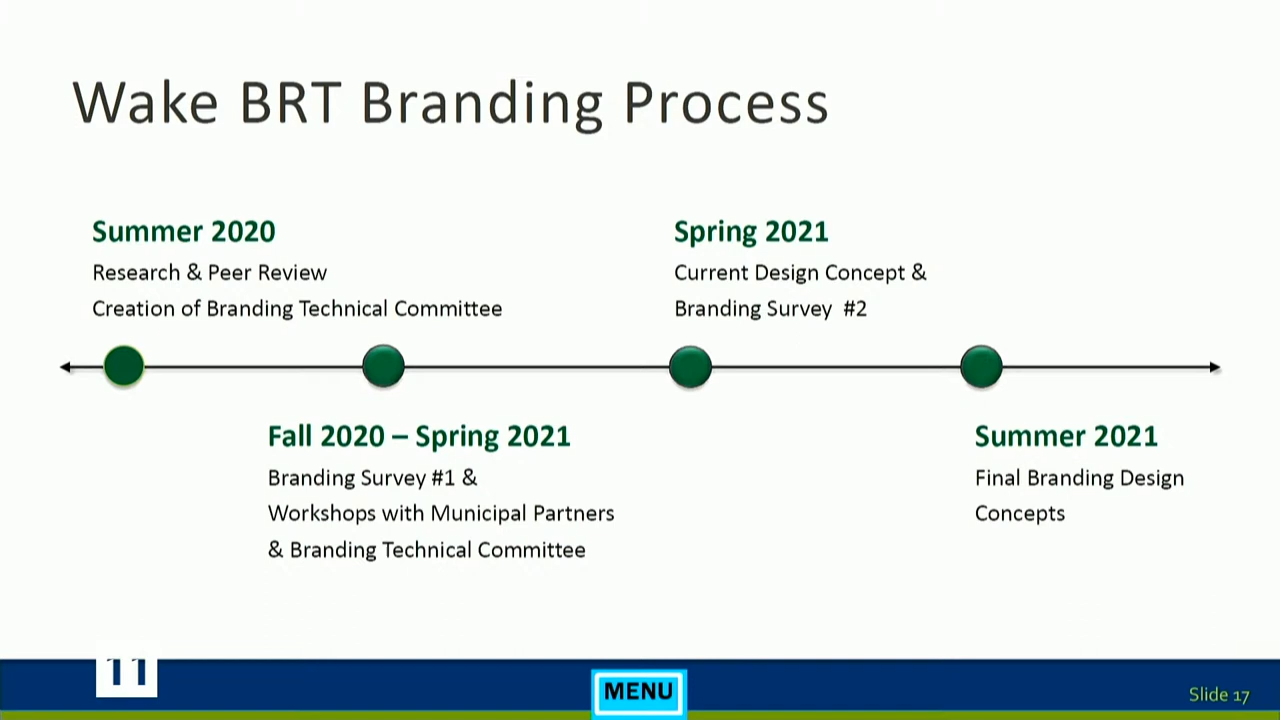 Wake BRT Branding Process
Summer 2020
Research & Peer Review
Creation of Branding Technical Committee
Spring 2021
Current Design Concept &
Branding Survey #2
Fall 2020 – Spring 2021
Branding Survey #1 &
Workshops with Municipal Partners
& Branding Technical Committee
Summer 2021
Final Branding Design
Concepts
11
MENU
Slide 17